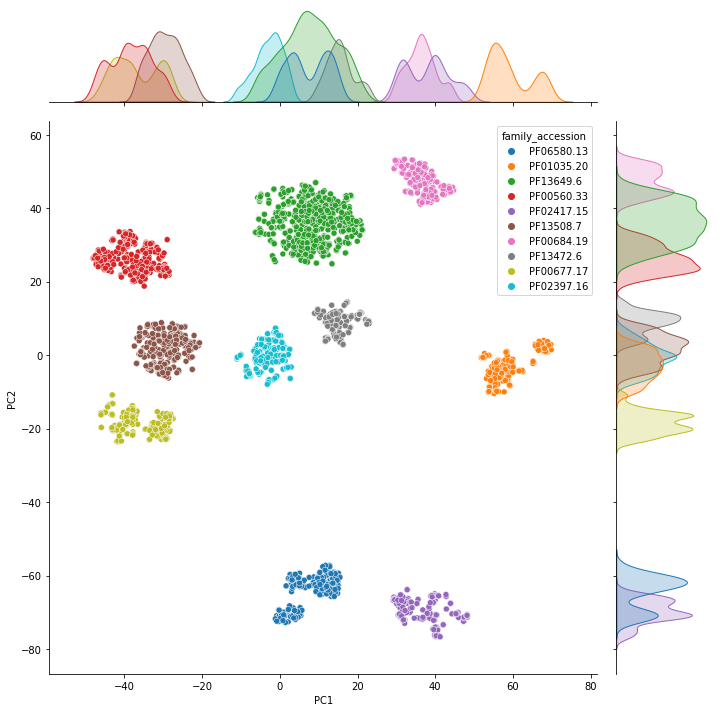 family_accession
PF06580.13
PF01035.20
PF13649.6
PF00560.33
PF02417.15
PF13508.7
PF00684.19
PF13472.6
PF00677.17
PF02397.16
60
40
20
0
−20
−40
−60
−80
PC2
−40 −20 0 20 40 60 80
PC1